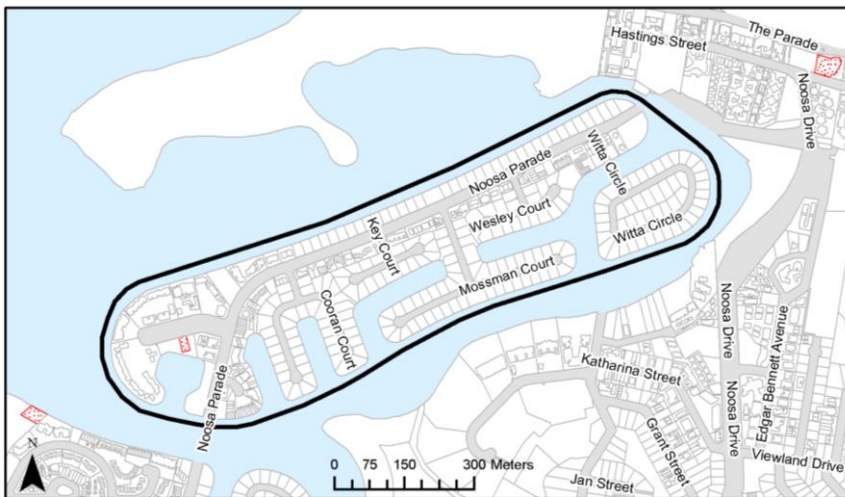 The Parade
Hastings Street
Noosa Drive
Noosa Parade
Witta Circle
Wesley Court
Key Court
Witta Circle
Mossman Court
Cooran Court
Noosa Drive
Edgar Bennett Avenue
Katharina Street
Noosa Parade
Noosa Drive
Grant Street
Viewland Drive
N
0 75 150 300 Meters
Jan Street